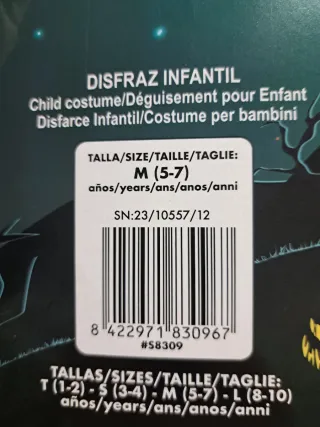 DISFRAZ INFANTIL
Child costume/Déguisement pour Enfant
Disfarce Infantil/Costume per bambini
TALLA/SIZE/TAILLE/TAGLIE:
M (5-7)
años/years/ans/anos/anni
SN:23/10557/12
8 422971 830967
#S8309
TALLAS/SIZES/TAILLE/TAGLIE:
T (1-2) - S (3-4) - M (5-7) - L (8-10)
años/years/ans/anos/anni